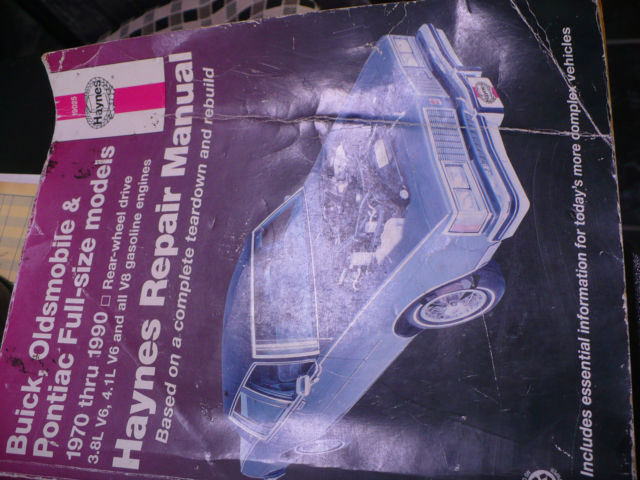 19025
Haynes
Buick, Oldsmobile &
Pontiac Full-size models
1970 thru 1990 □ Rear-wheel drive
3.8L V6, 4.1L V6 and all V8 gasoline engines
Haynes Repair Manual
Based on a complete teardown and rebuild
Haynes
Includes essential information for today's more complex vehicles